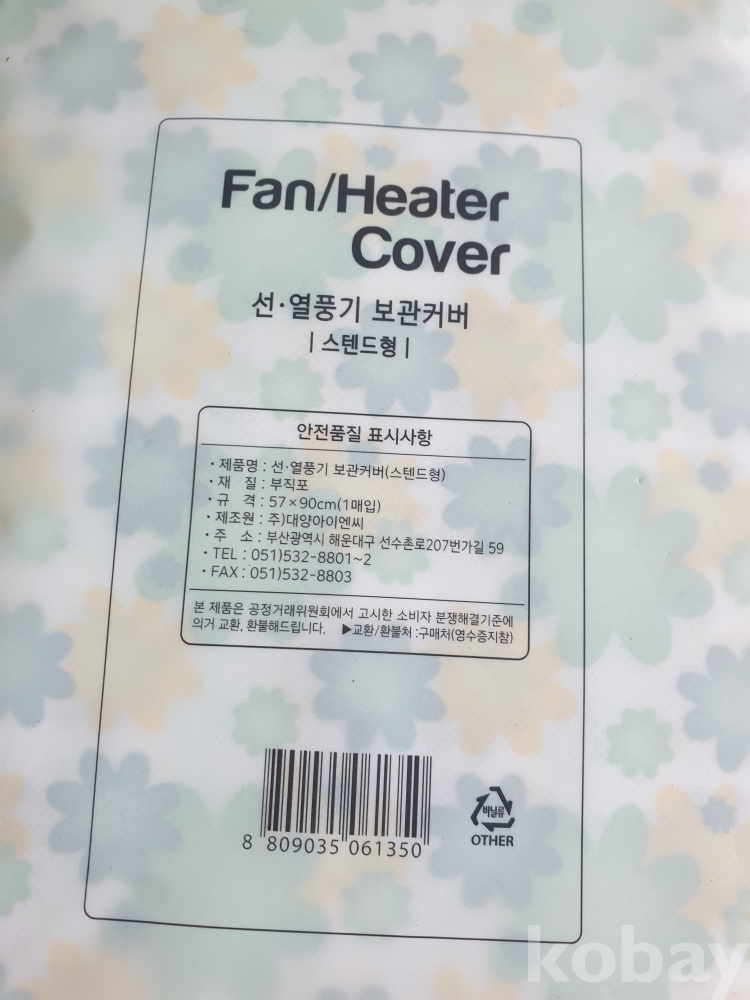 Fan/Heater
Cover
선·열풍기 보관커버
| 스텐드형 |
안전품질 표시사항
· 제품명 : 선·열풍기 보관커버(스텐드형)
· 재 질 : 부직포
· 규 격 : 57×90cm(1매입)
· 제조원 : 주)대양아이엔씨
· 주 소 : 부산광역시 해운대구 선수촌로207번가길 59
· TEL : 051)532-8801~2
· FAX : 051)532-8803
본 제품은 공정거래위원회에서 고시한 소비자 분쟁해결기준에
의거 교환, 환불해드립니다. ▶교환/환불처 :구매처(영수증지참)
8 809035 061350
비닐류
OTHER
kobay